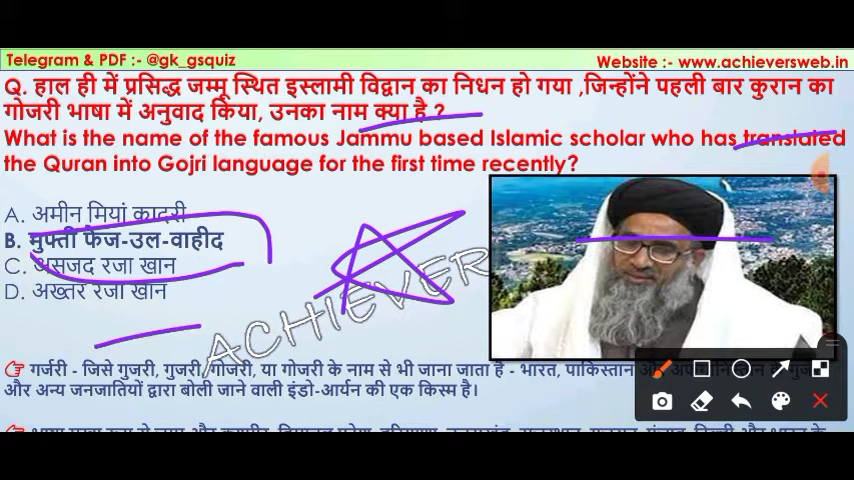 Telegram & PDF :- @gk_gsquiz
Website :- www.achieversweb.in
Q. हाल ही में प्रसिद्ध जम्मू स्थित इस्लामी विद्वान का निधन हो गया ,जिन्होंने पहली बार कुरान का
गोजरी भाषा में अनुवाद किया, उनका नाम क्या है ?
What is the name of the famous Jammu based Islamic scholar who has translated
the Quran into Gojri language for the first time recently?
A. अमीन मियां कादरी
B. मुफ्ती फैज-उल-वाहीद
C. असजद रजा खान
D. अख्तर रजा खान
ACHIEVERS
गर्जरी - जिसे गुजरी, गुजरी, गोजरी, या गोजरी के नाम से भी जाना जाता है - भारत, पाकिस्तान
और अन्य जनजातियों द्वारा बोली जाने वाली इंडो-आर्यन की एक किस्म है।